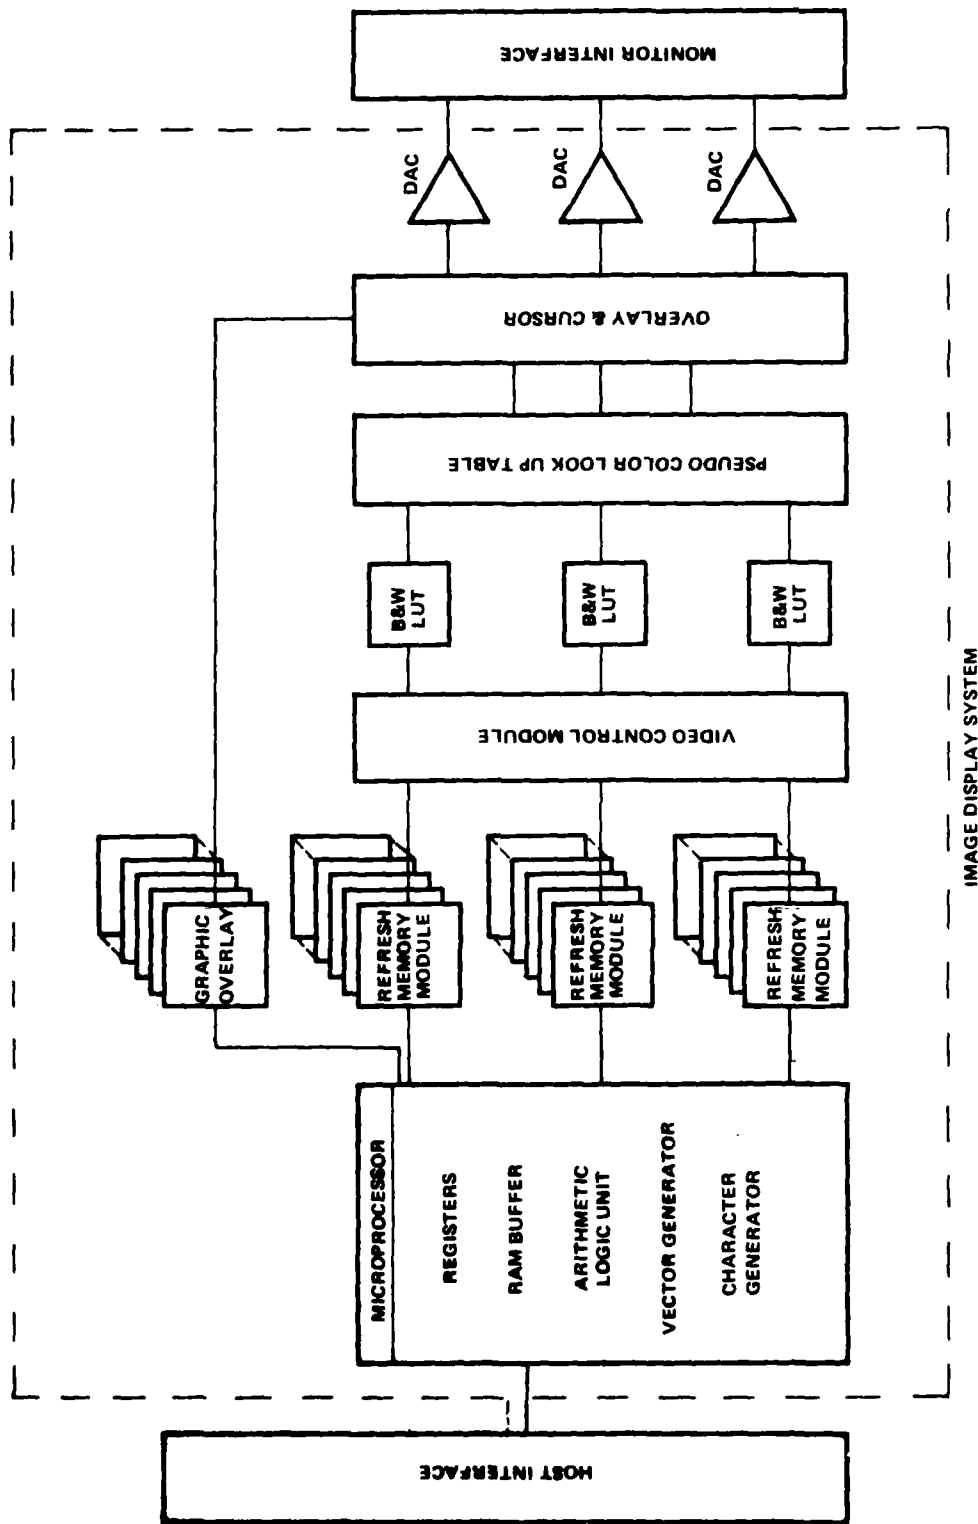 HOST INTERFACE
MICROPROCESSOR
REGISTERS
RAM BUFFER
ARITHMETIC
LOGIC UNIT
VECTOR GENERATOR
CHARACTER
GENERATOR
GRAPHIC
OVERLAY
REFRESH
MEMORY
MODULE
REFRESH
MEMORY
MODULE
REFRESH
MEMORY
MODULE
VIDEO CONTROL MODULE
B&W
LUT
B&W
LUT
B&W
LUT
PSEUDO COLOR LOOK UP TABLE
OVERLAY & CURSOR
DAC
DAC
DAC
MONITOR INTERFACE
IMAGE DISPLAY SYSTEM